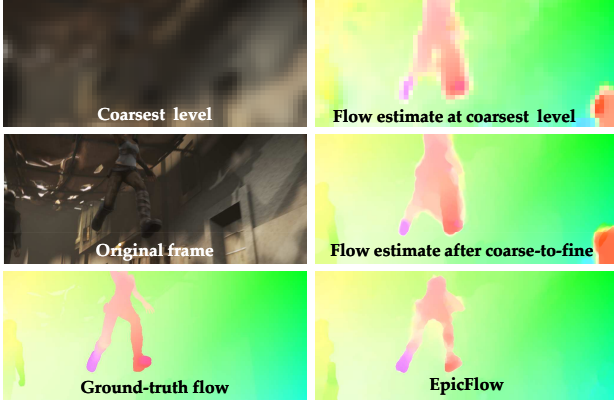 Coarsest level
Flow estimate at coarsest level
Original frame
Flow estimate after coarse-to-fine
Ground-truth flow
EpicFlow